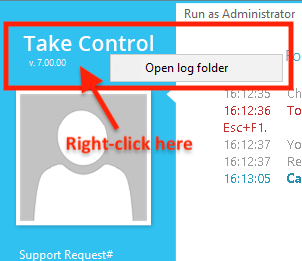 Run as Administrator
Take Control
v. 7.00.00
Open log folder
Fo
Right-click here
16:12:35 Ch
16:12:36 To
Esc+F1.
16:12:37 Yo
16:12:37 Re
16:13:05 Ca
Support Request#